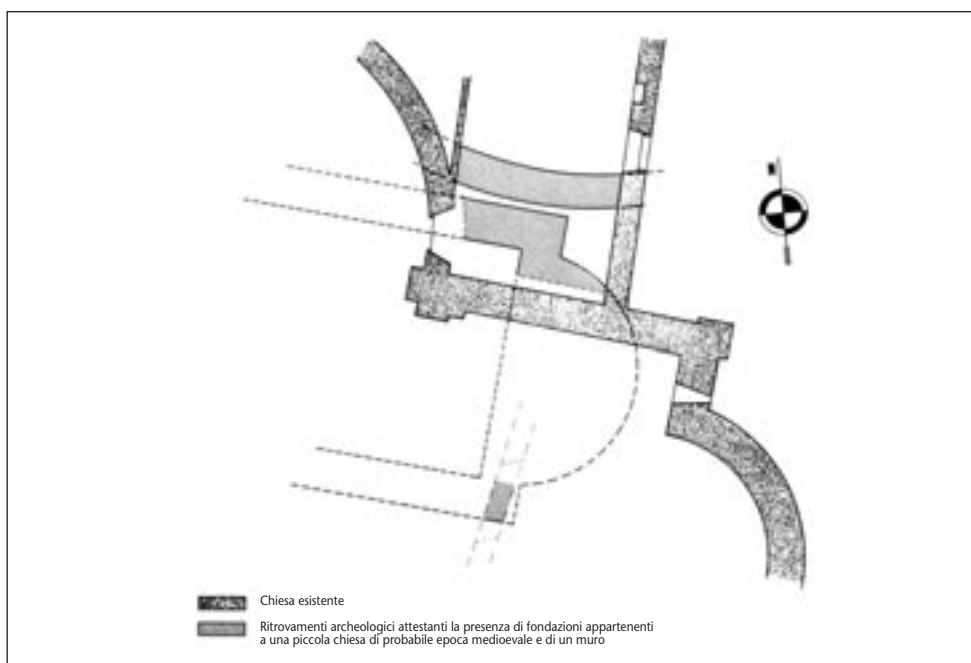 Chiesa esistente
Ritrovamenti archeologici attestanti la presenza di fondazioni appartenenti
a una piccola chiesa di probabile epoca medioevale e di un muro